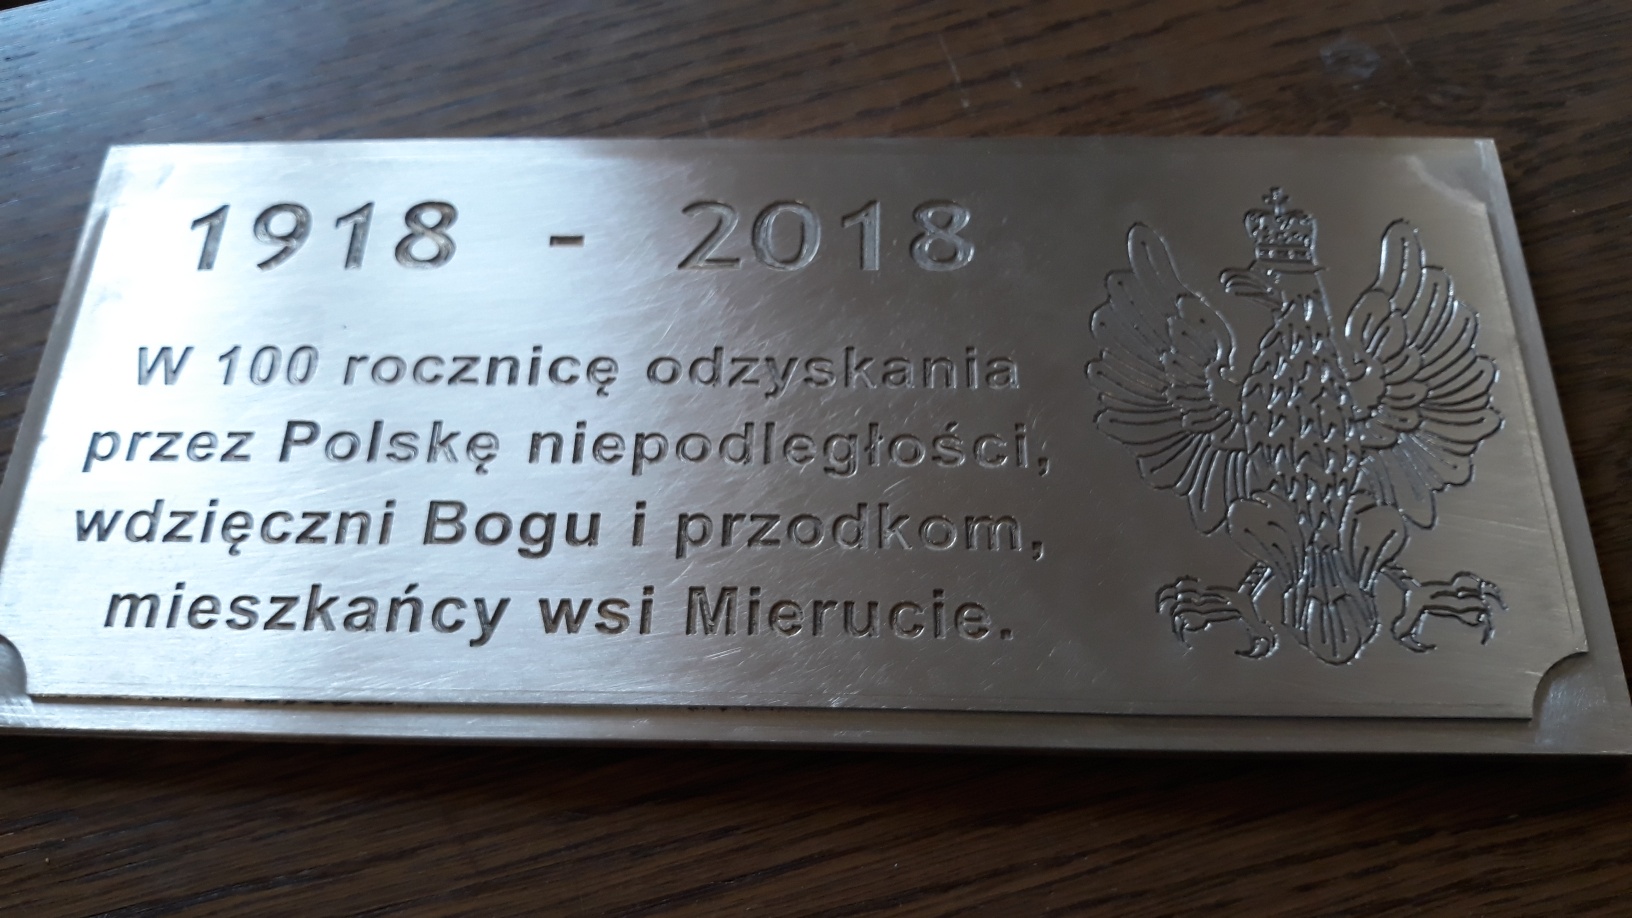 1918 - 2018
W 100 rocznicę odzyskania
przez Polskę niepodległości,
wdzięczni Bogu i przodkom,
mieszkańcy wsi Mierucie.